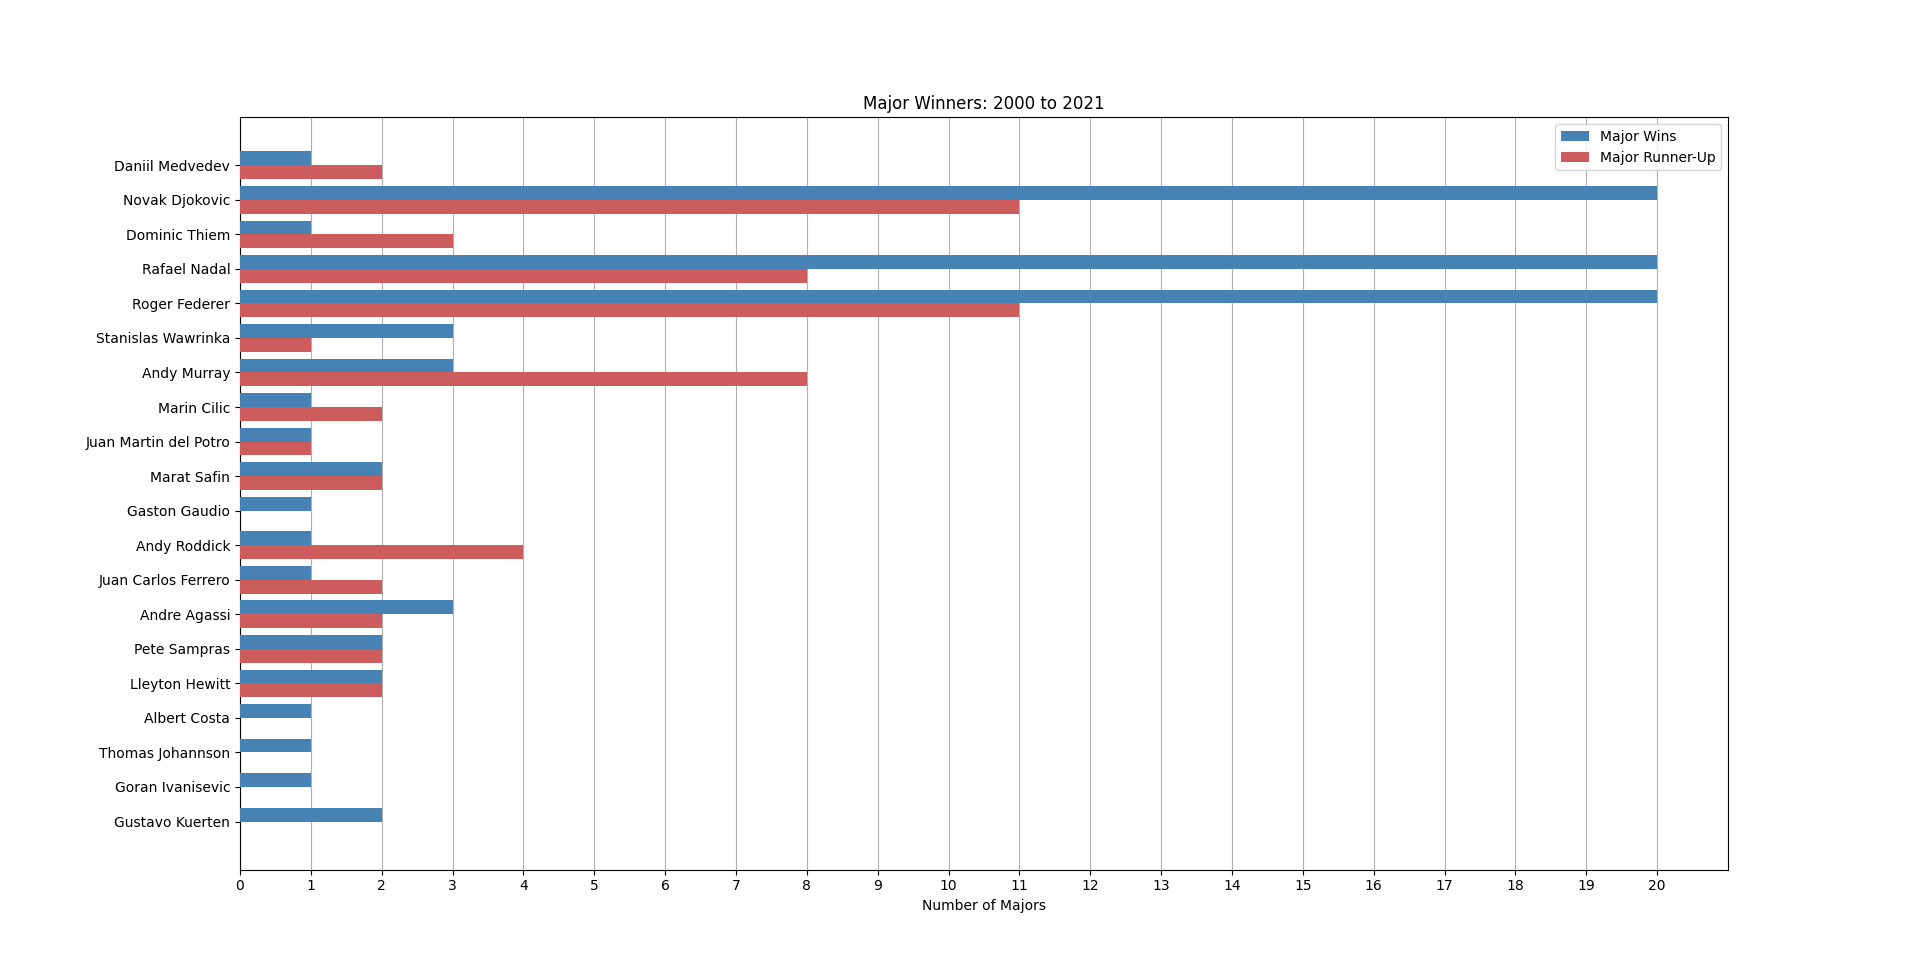 Major Winners: 2000 to 2021
Major Wins
Major Runner-Up
Daniil Medvedev
Novak Djokovic
Dominic Thiem
Rafael Nadal
Roger Federer
Stanislas Wawrinka
Andy Murray
Marin Cilic
Juan Martin del Potro
Marat Safin
Gaston Gaudio
Andy Roddick
Juan Carlos Ferrero
Andre Agassi
Pete Sampras
Lleyton Hewitt
Albert Costa
Thomas Johannson
Goran Ivanisevic
Gustavo Kuerten
0 1 2 3 4 5 6 7 8 9 10 11 12 13 14 15 16 17 18 19 20
Number of Majors